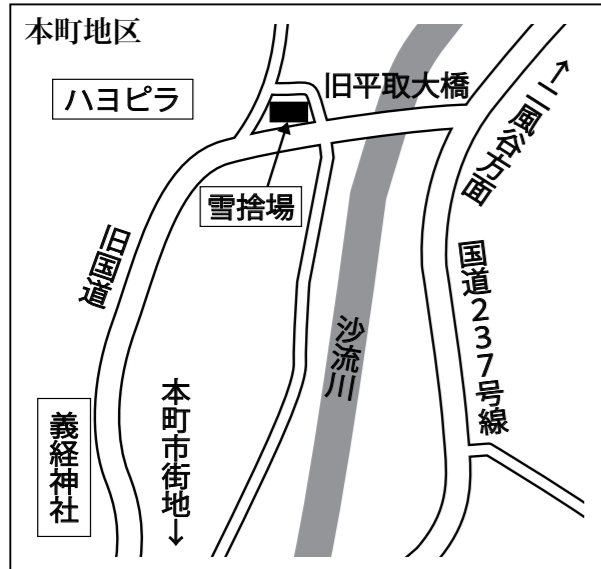 本町地区
ハヨピラ
旧平取大橋
↑二風谷方面
雪捨場
旧国道
国道237号線
沙流川
本町市街地↓
義経神社